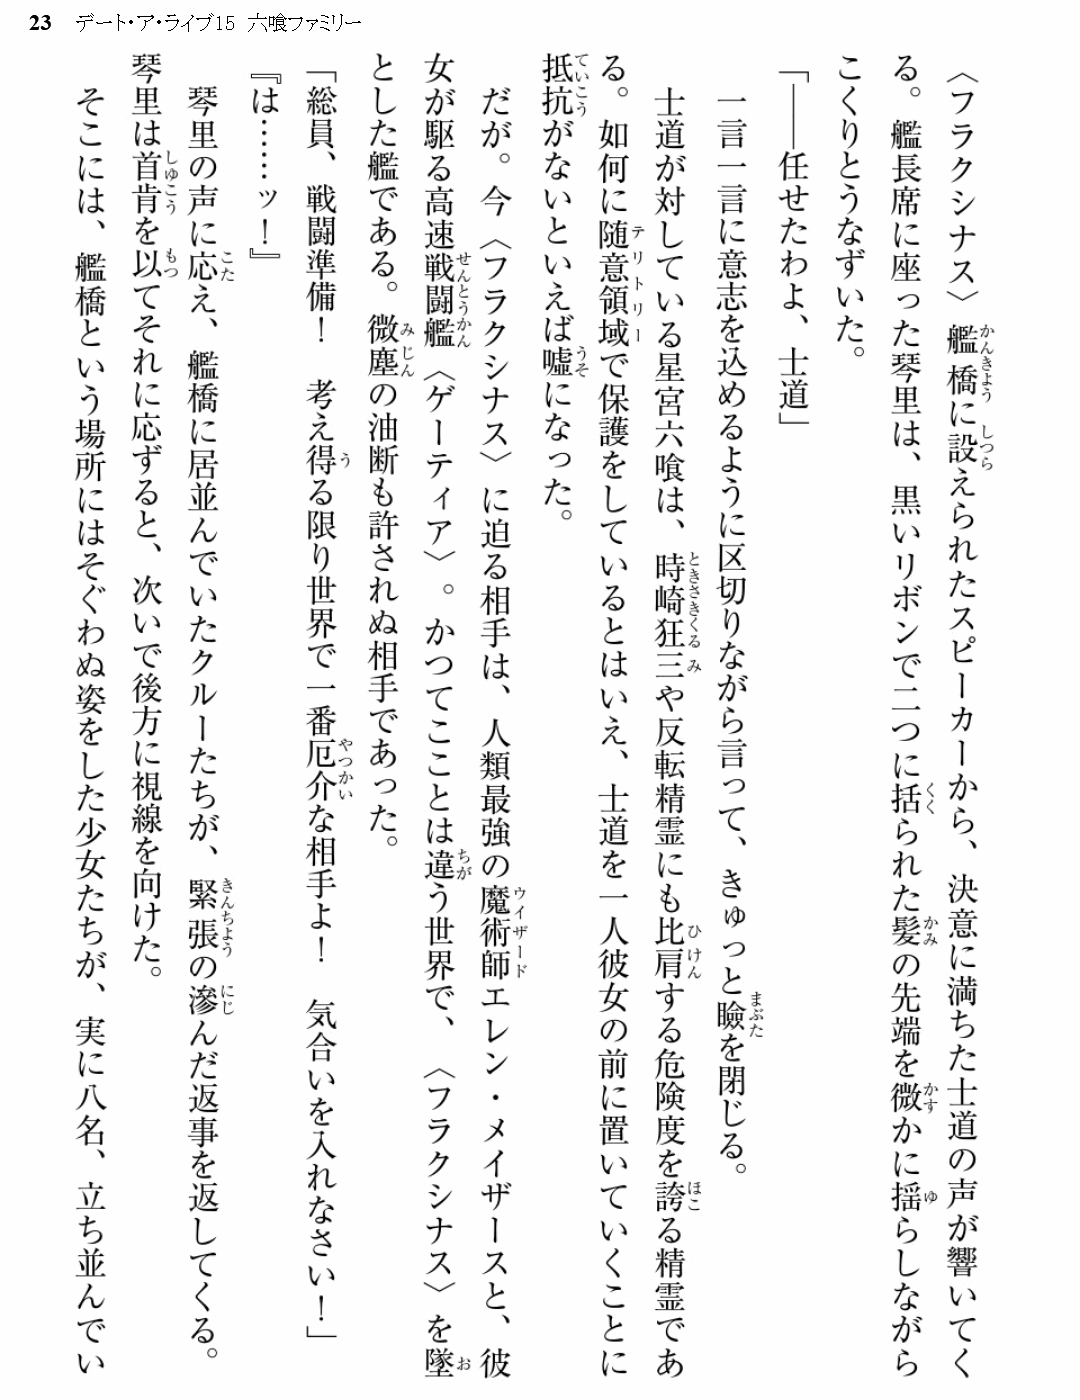 23 デート・ア・ライブ15 六喰ファミリー
〈フラクシナス〉艦橋に設えられたスピーカーから、決意に満ちた士道の声が響いてく
る。艦長席に座った琴里は、黒いリボンで二つに括られた髪の先端を微かに揺らしながら
こくりとうなずいた。
「――任せたわよ、士道」
一言一言に意志を込めるように区切りながら言って、きゅっと瞼を閉じる。
士道が対している星宮六喰は、時崎狂三や反転精霊にも比肩する危険度を誇る精霊であ
る。如何に随意領域で保護をしているとはいえ、士道を一人彼女の前に置いていくことに
抵抗がないといえば嘘になった。
だが。今〈フラクシナス〉に迫る相手は、人類最強の魔術師エレン・メイザースと、彼
女が駆る高速戦闘艦〈ゲーティア〉。かつてこことは違う世界で、〈フラクシナス〉を墜
とした艦である。微塵の油断も許されぬ相手であった。
「総員、戦闘準備！　考え得る限り世界で一番厄介な相手よ！　気合いを入れなさい！」
『は……ッ！』
琴里の声に応え、艦橋に居並んでいたクルーたちが、緊張の滲んだ返事を返してくる。
琴里は首肯を以てそれに応ずると、次いで後方に視線を向けた。
そこには、艦橋という場所にはそぐわぬ姿をした少女たちが、実に八名、立ち並んでい